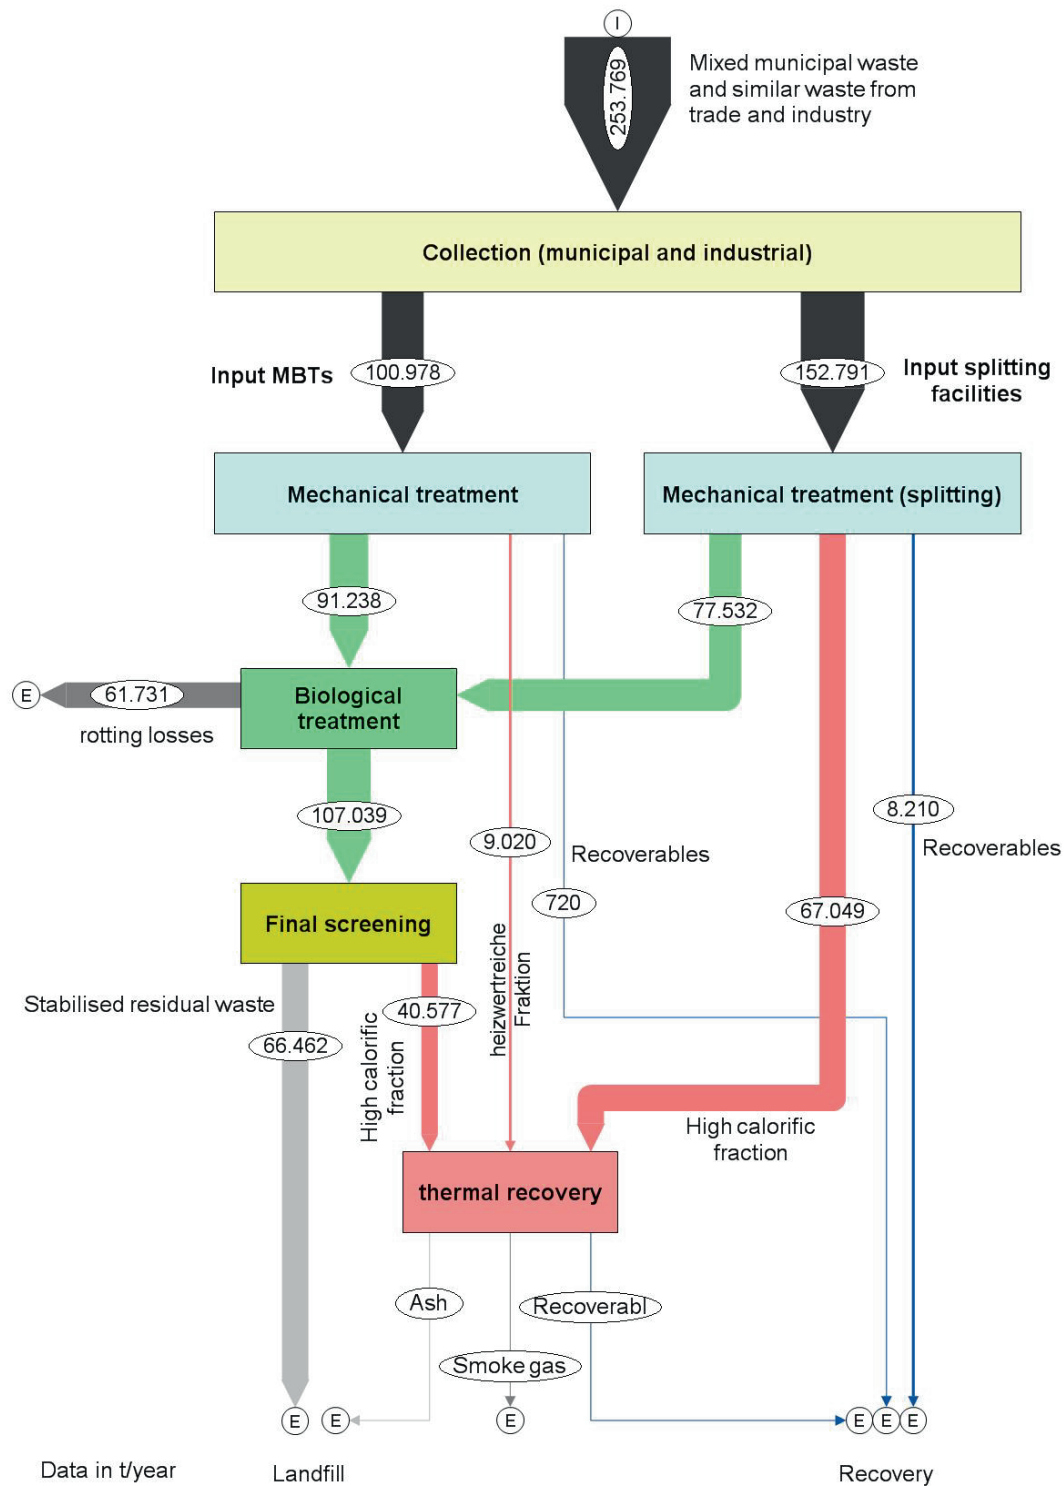 I
253.769
Mixed municipal waste
and similar waste from
trade and industry
Collection (municipal and industrial)
Input MBTs
100.978
152.791
Input splitting
facilities
Mechanical treatment
Mechanical treatment (splitting)
91.238
77.532
E
61.731
rotting losses
Biological
treatment
107.039
9.020
Recoverables
720
8.210
Recoverables
67.049
Final screening
Stabilised residual waste
66.462
40.577
High calorific
fraction
heizwertreiche
Fraktion
High calorific
fraction
thermal recovery
Ash
Recoverabl
Smoke gas
E
E
E
E
E
E
Data in t/year
Landfill
Recovery